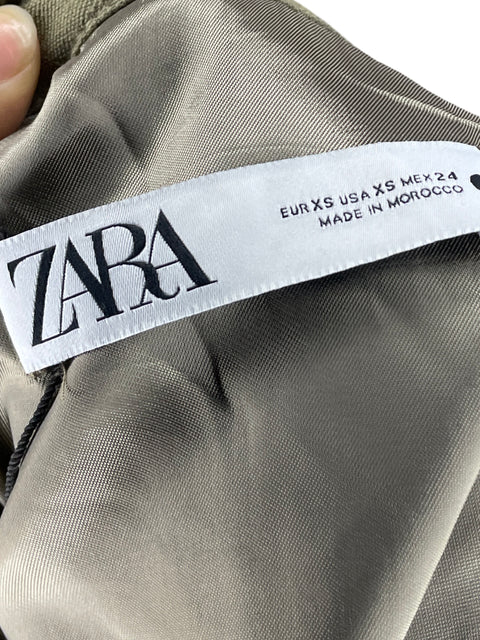 ZARA
EUR XS USA XS MEX 24
MADE IN MOROCCO